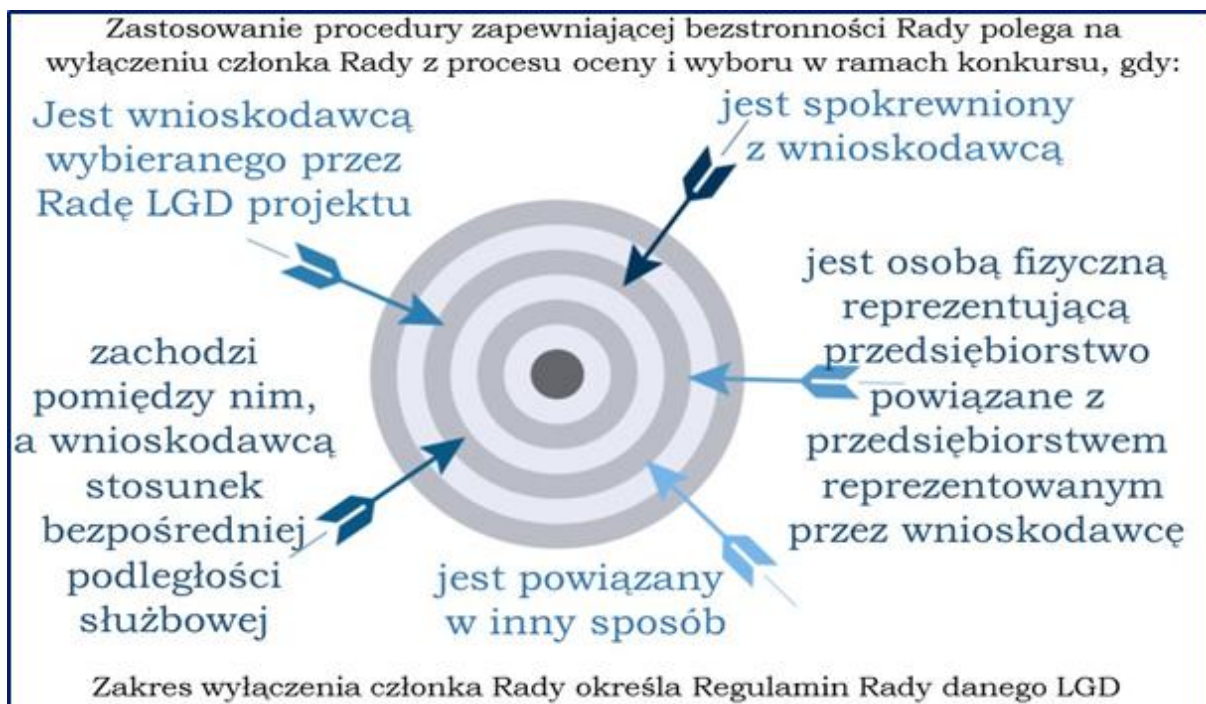 Zastosowanie procedury zapewniającej bezstronności Rady polega na
wyłączeniu członka Rady z procesu oceny i wyboru w ramach konkursu, gdy:
Jest wnioskodawcą
wybieranego przez
Radę LGD projektu
jest spokrewniony
z wnioskodawcą
jest osobą fizyczną
reprezentującą
przedsiębiorstwo
powiązane z
przedsiębiorstwem
reprezentowanym
przez wnioskodawcę
zachodzi
pomiędzy nim,
a wnioskodawcą
stosunek
bezpośredniej
podległości
służbowej
jest powiązany
w inny sposób
Zakres wyłączenia członka Rady określa Regulamin Rady danego LGD